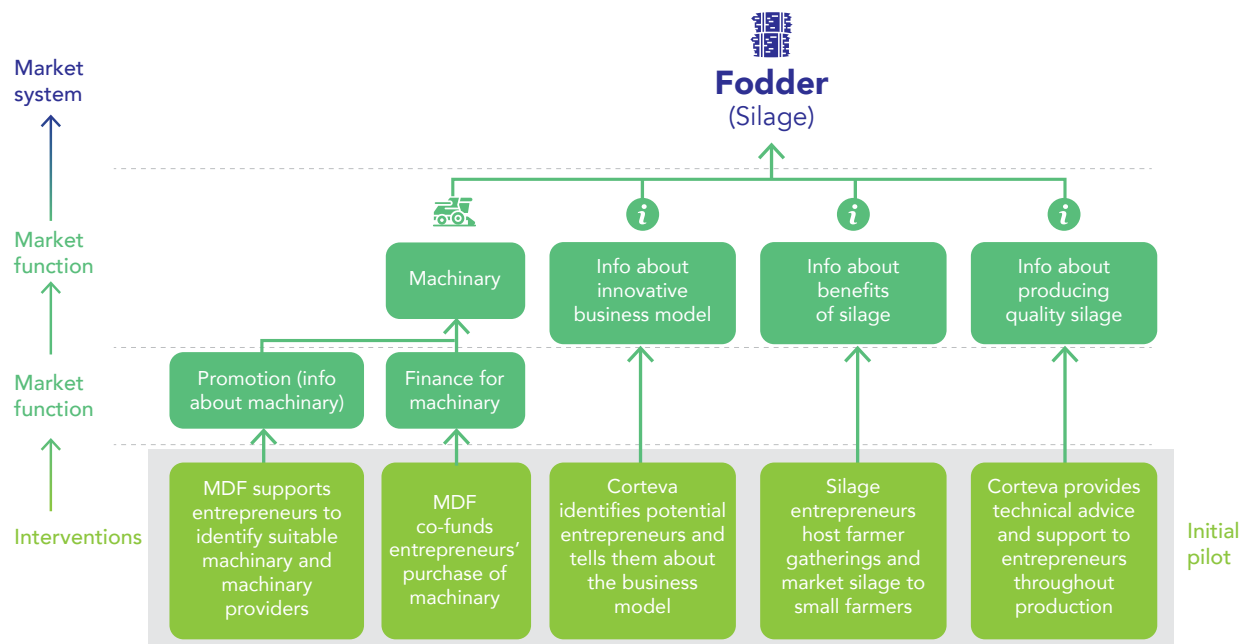 Market
system
Fodder
(Silage)
Market
function
Machinary
Info about
innovative
business model
Info about
benefits
of silage
Info about
producing
quality silage
Market
function
Promotion (info
about machinary)
Finance for
machinary
Interventions
MDF supports
entrepreneurs to
identify suitable
machinary and
machinary
providers
MDF
co-funds
entrepreneurs’
purchase of
machinary
Corteva
identifies potential
entrepreneurs and
tells them about
the business
model
Silage
entrepreneurs
host farmer
gatherings and
market silage to
small farmers
Corteva provides
technical advice
and support to
entrepreneurs
throughout
production
Initial
pilot